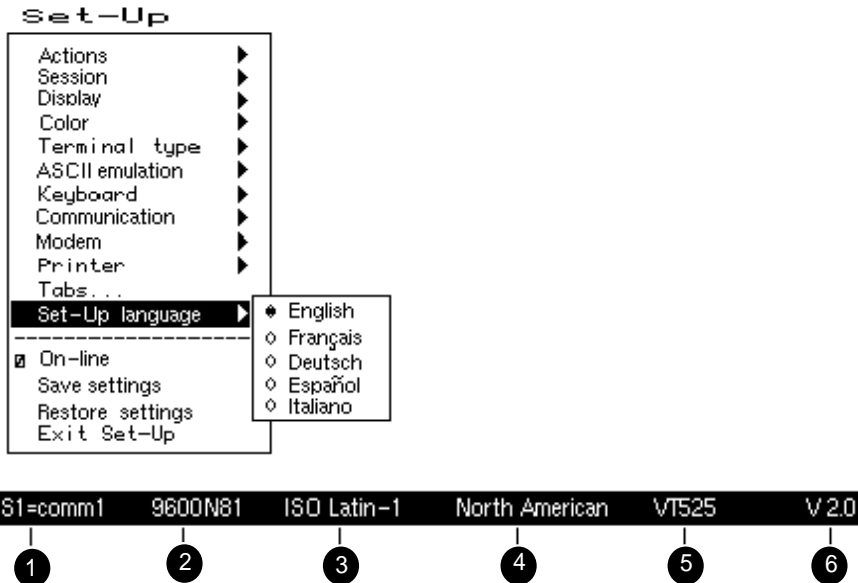 Set-Up
Actions
Session
Display
Color
Terminal type
ASCII emulation
Keyboard
Communication
Modem
Printer
Tabs...
Set-Up language
English
Français
Deutsch
Español
Italiano
On-line
Save settings
Restore settings
Exit Set-Up
S1=comm1 9600N81 ISO Latin-1 North American VT525 V 2.0
1 2 3 4 5 6